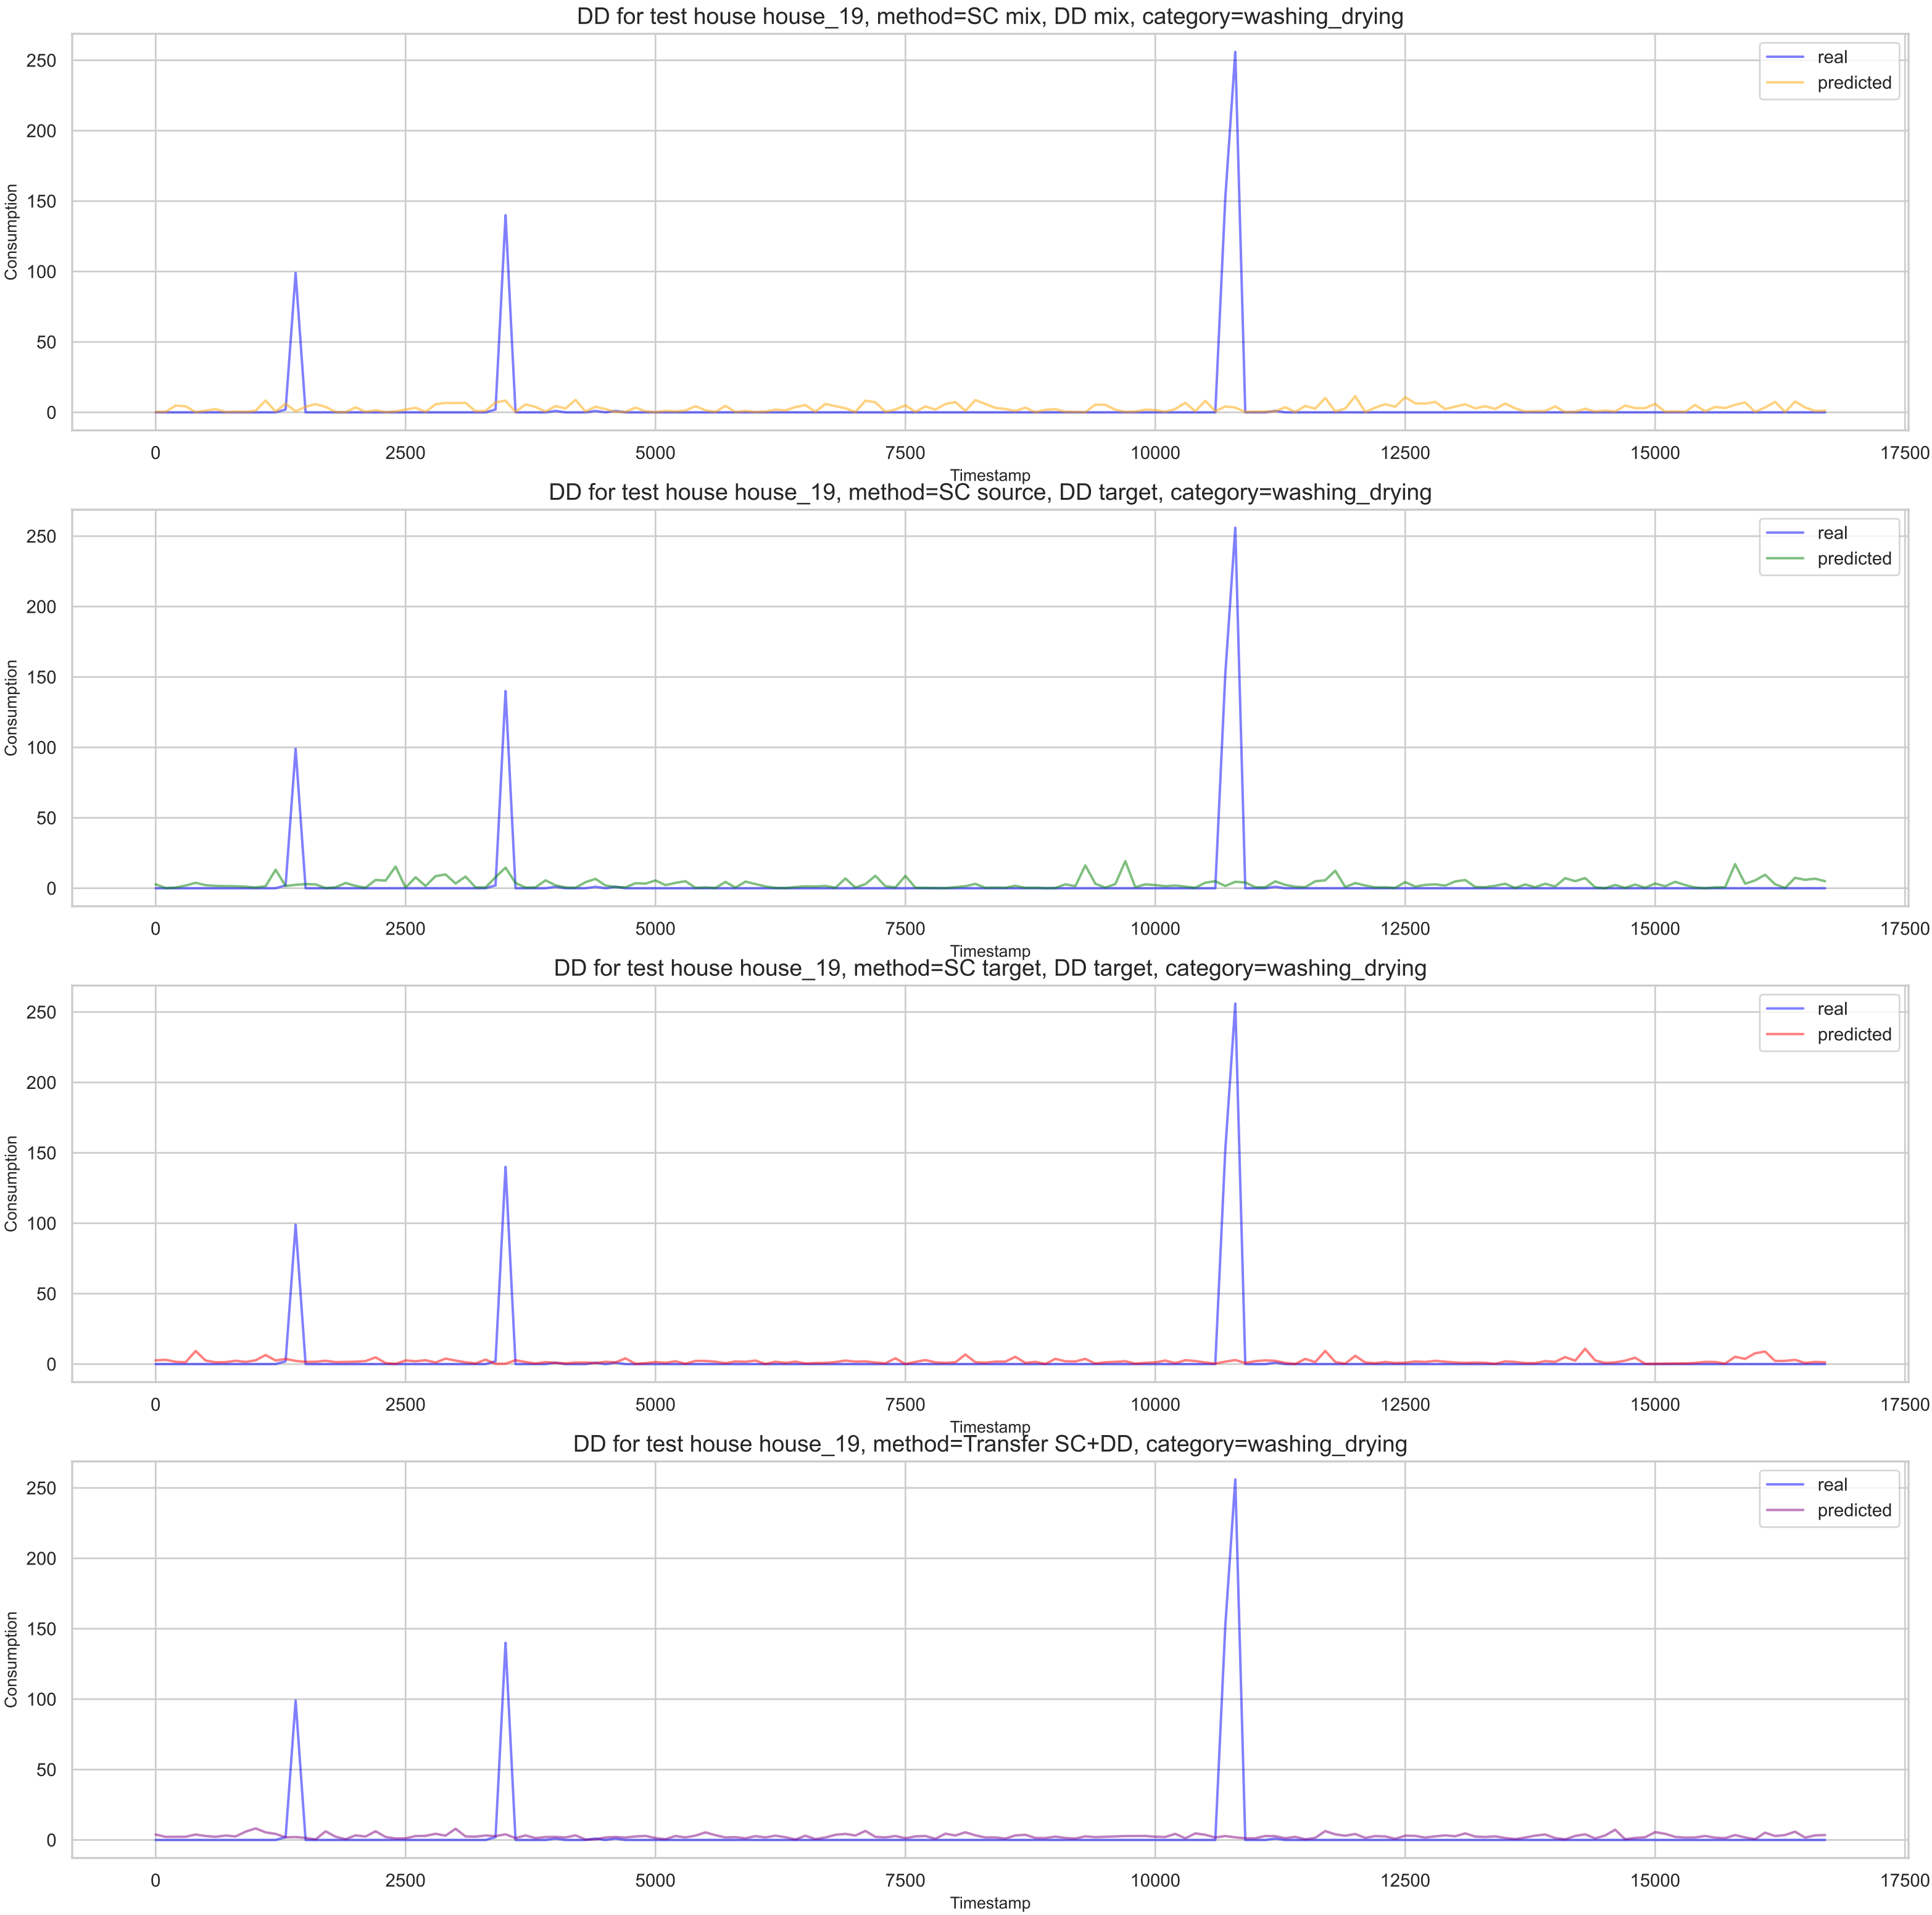 DD for test house house_19, method=SC mix, DD mix, category=washing_drying
real
predicted
250
200
150
100
50
0
Consumption
0 2500 5000 7500 10000 12500 15000 17500
Timestamp
DD for test house house_19, method=SC source, DD target, category=washing_drying
real
predicted
250
200
150
100
50
0
Consumption
0 2500 5000 7500 10000 12500 15000 17500
Timestamp
DD for test house house_19, method=SC target, DD target, category=washing_drying
real
predicted
250
200
150
100
50
0
Consumption
0 2500 5000 7500 10000 12500 15000 17500
Timestamp
DD for test house house_19, method=Transfer SC+DD, category=washing_drying
real
predicted
250
200
150
100
50
0
Consumption
0 2500 5000 7500 10000 12500 15000 17500
Timestamp